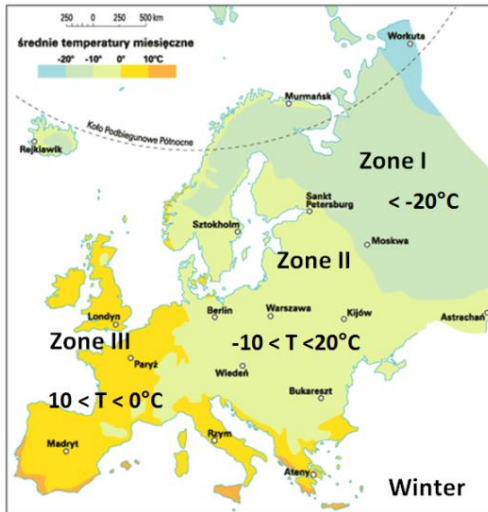 250 0 250 500 km
średnie temperatury miesięczne
-20° -10° 0° 10°C
Workuta
Murmańsk
Koło Podbiegunowe Północne
Rejkiawik
Zone I
< -20°C
Sankt
Petersburg
Sztokholm
Moskwa
Zone II
Londyn
Berlin
Warszawa
Kijów
Astrachań
Zone III
-10 < T <20°C
Paryż
Wiedeń
10 < T < 0°C
Bukareszt
Madryt
Rzym
Ateny
Winter